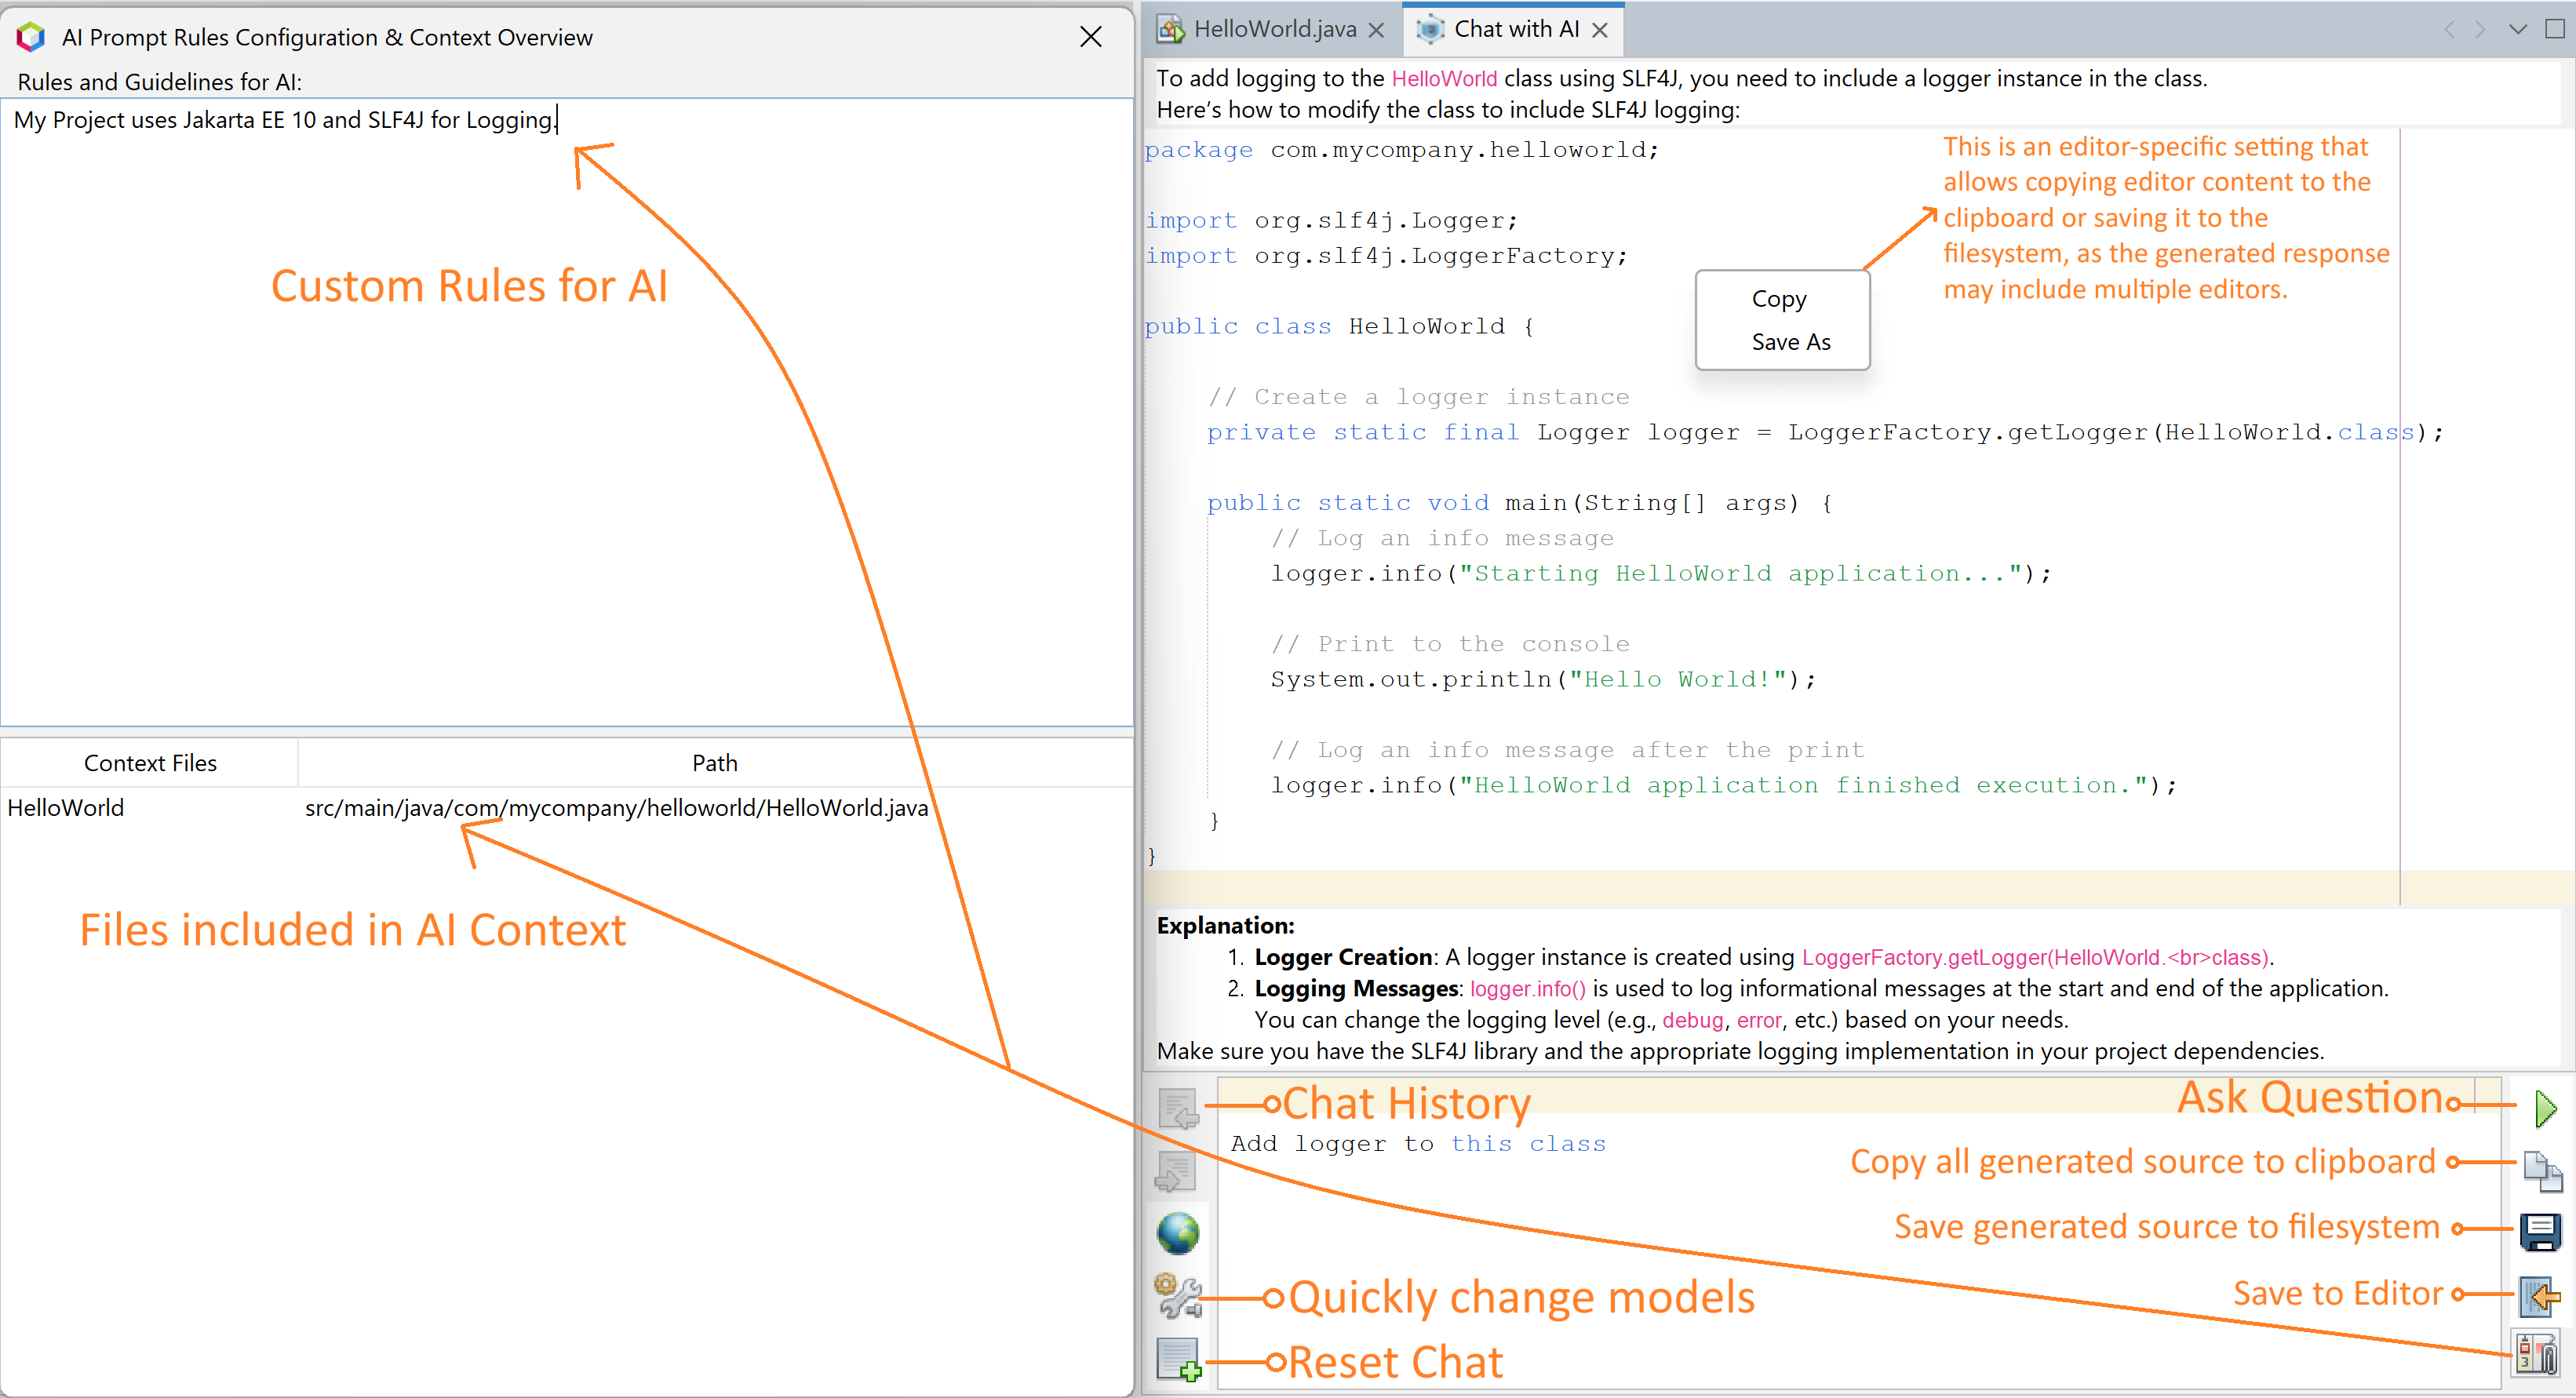 AI Prompt Rules Configuration & Context Overview
Rules and Guidelines for AI:
My Project uses Jakarta EE 10 and SLF4J for Logging.
Custom Rules for AI
Context Files Path
HelloWorld src/main/java/com/mycompany/helloworld/HelloWorld.java
Files included in AI Context
HelloWorld.java Chat with AI
To add logging to the HelloWorld class using SLF4J, you need to include a logger instance in the class.
Here's how to modify the class to include SLF4J logging:
package com.mycompany.helloworld;
import org.slf4j.Logger;
import org.slf4j.LoggerFactory;
public class HelloWorld {
// Create a logger instance
private static final Logger logger = LoggerFactory.getLogger(HelloWorld.class);
public static void main(String[] args) {
// Log an info message
logger.info("Starting HelloWorld application...");
// Print to the console
System.out.println("Hello World!");
// Log an info message after the print
logger.info("HelloWorld application finished execution.");
}
}
This is an editor-specific setting that
allows copying editor content to the
clipboard or saving it to the
filesystem, as the generated response
may include multiple editors.
Copy
Save As
Explanation:
1. Logger Creation: A logger instance is created using LoggerFactory.getLogger(HelloWorld.<br>class).
2. Logging Messages: logger.info() is used to log informational messages at the start and end of the application.
You can change the logging level (e.g., debug, error, etc.) based on your needs.
Make sure you have the SLF4J library and the appropriate logging implementation in your project dependencies.
Chat History
Add logger to this class
Quickly change models
Reset Chat
Ask Question
Copy all generated source to clipboard
Save generated source to filesystem
Save to Editor